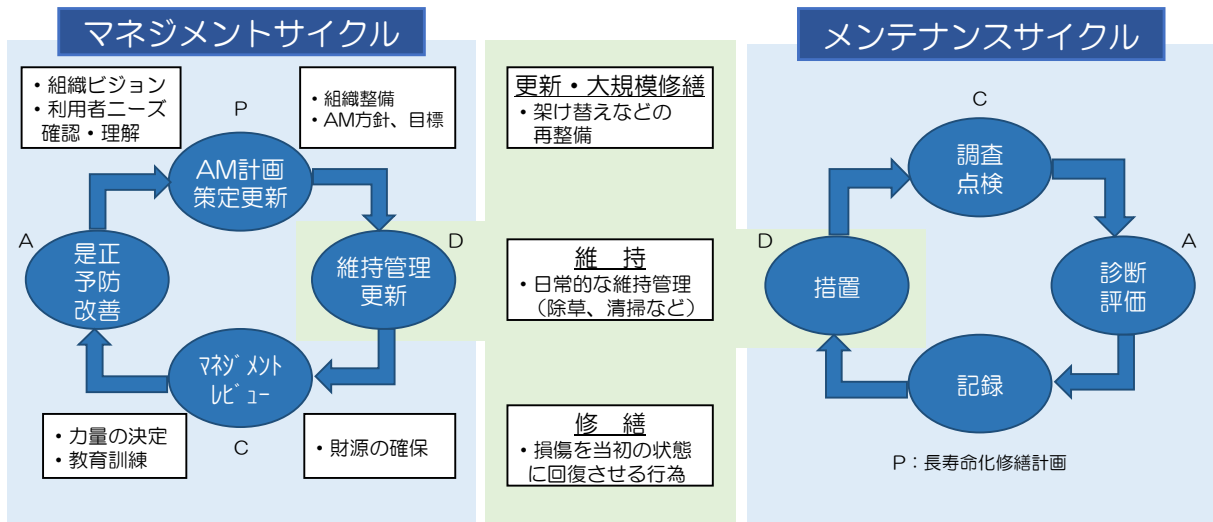 マネジメントサイクル
・組織ビジョン
・利用者ニーズ
確認・理解
P
・組織整備
・AM方針、目標
AM計画
策定更新
A
是正
予防
改善
D
維持管理
更新
ﾏﾈｼﾞﾒﾝﾄ
ﾚﾋﾞｭｰ
・力量の決定
・教育訓練
C
・財源の確保
更新・大規模修繕
・架け替えなどの
再整備
維　持
・日常的な維持管理
（除草、清掃など）
修　繕
・損傷を当初の状態
に回復させる行為
メンテナンスサイクル
C
調査
点検
D
措置
A
診断
評価
記録
P：長寿命化修繕計画